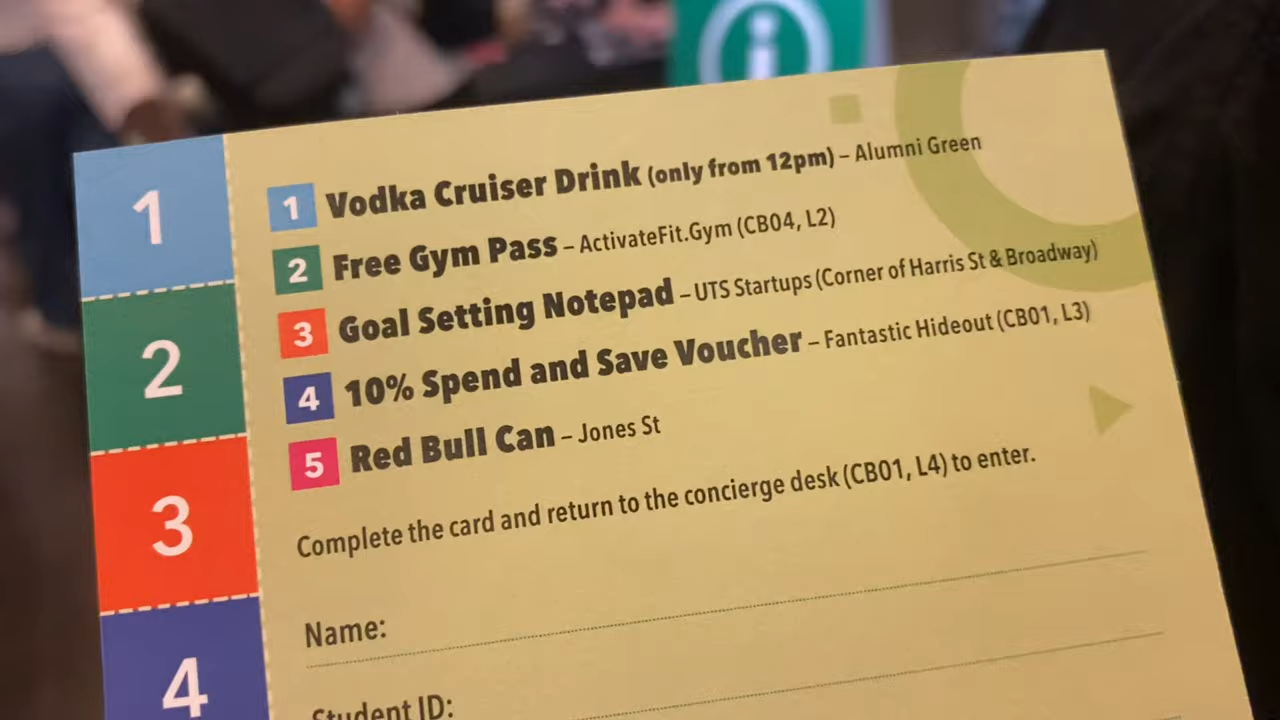 1
2
3
4
1 Vodka Cruiser Drink (only from 12pm) – Alumni Green
2 Free Gym Pass – ActivateFit.Gym (CB04, L2)
3 Goal Setting Notepad – UTS Startups (Corner of Harris St & Broadway)
4 10% Spend and Save Voucher – Fantastic Hideout (CB01, L3)
5 Red Bull Can – Jones St
Complete the card and return to the concierge desk (CB01, L4) to enter.
Name:
Student ID:
i